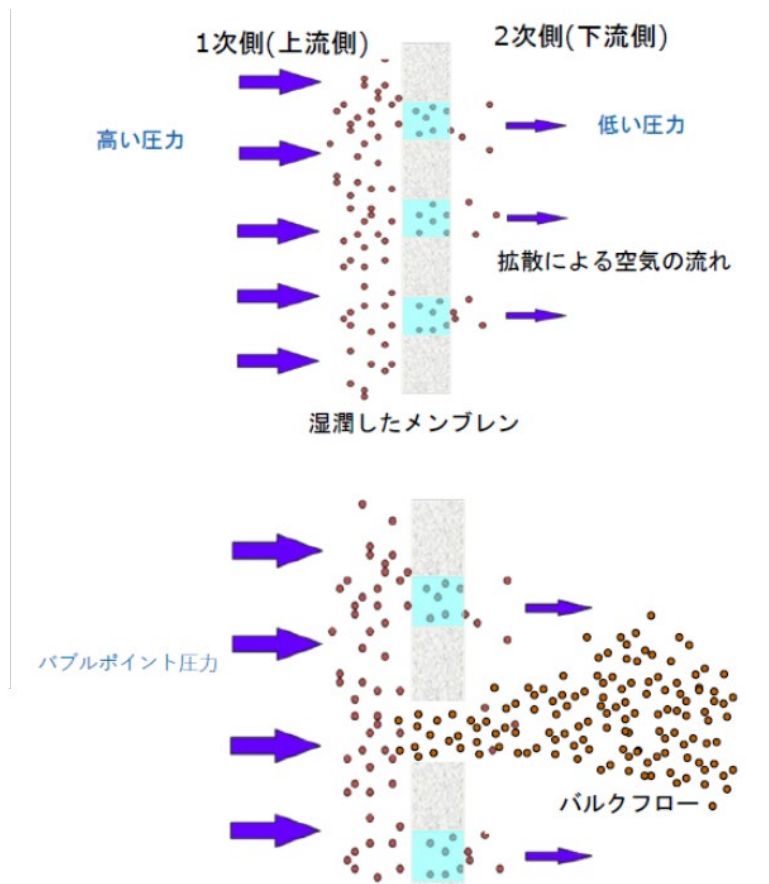 1次側(上流側)
2次側(下流側)
高い圧力
低い圧力
拡散による空気の流れ
湿潤したメンブレン
バブルポイント圧力
バルクフロー